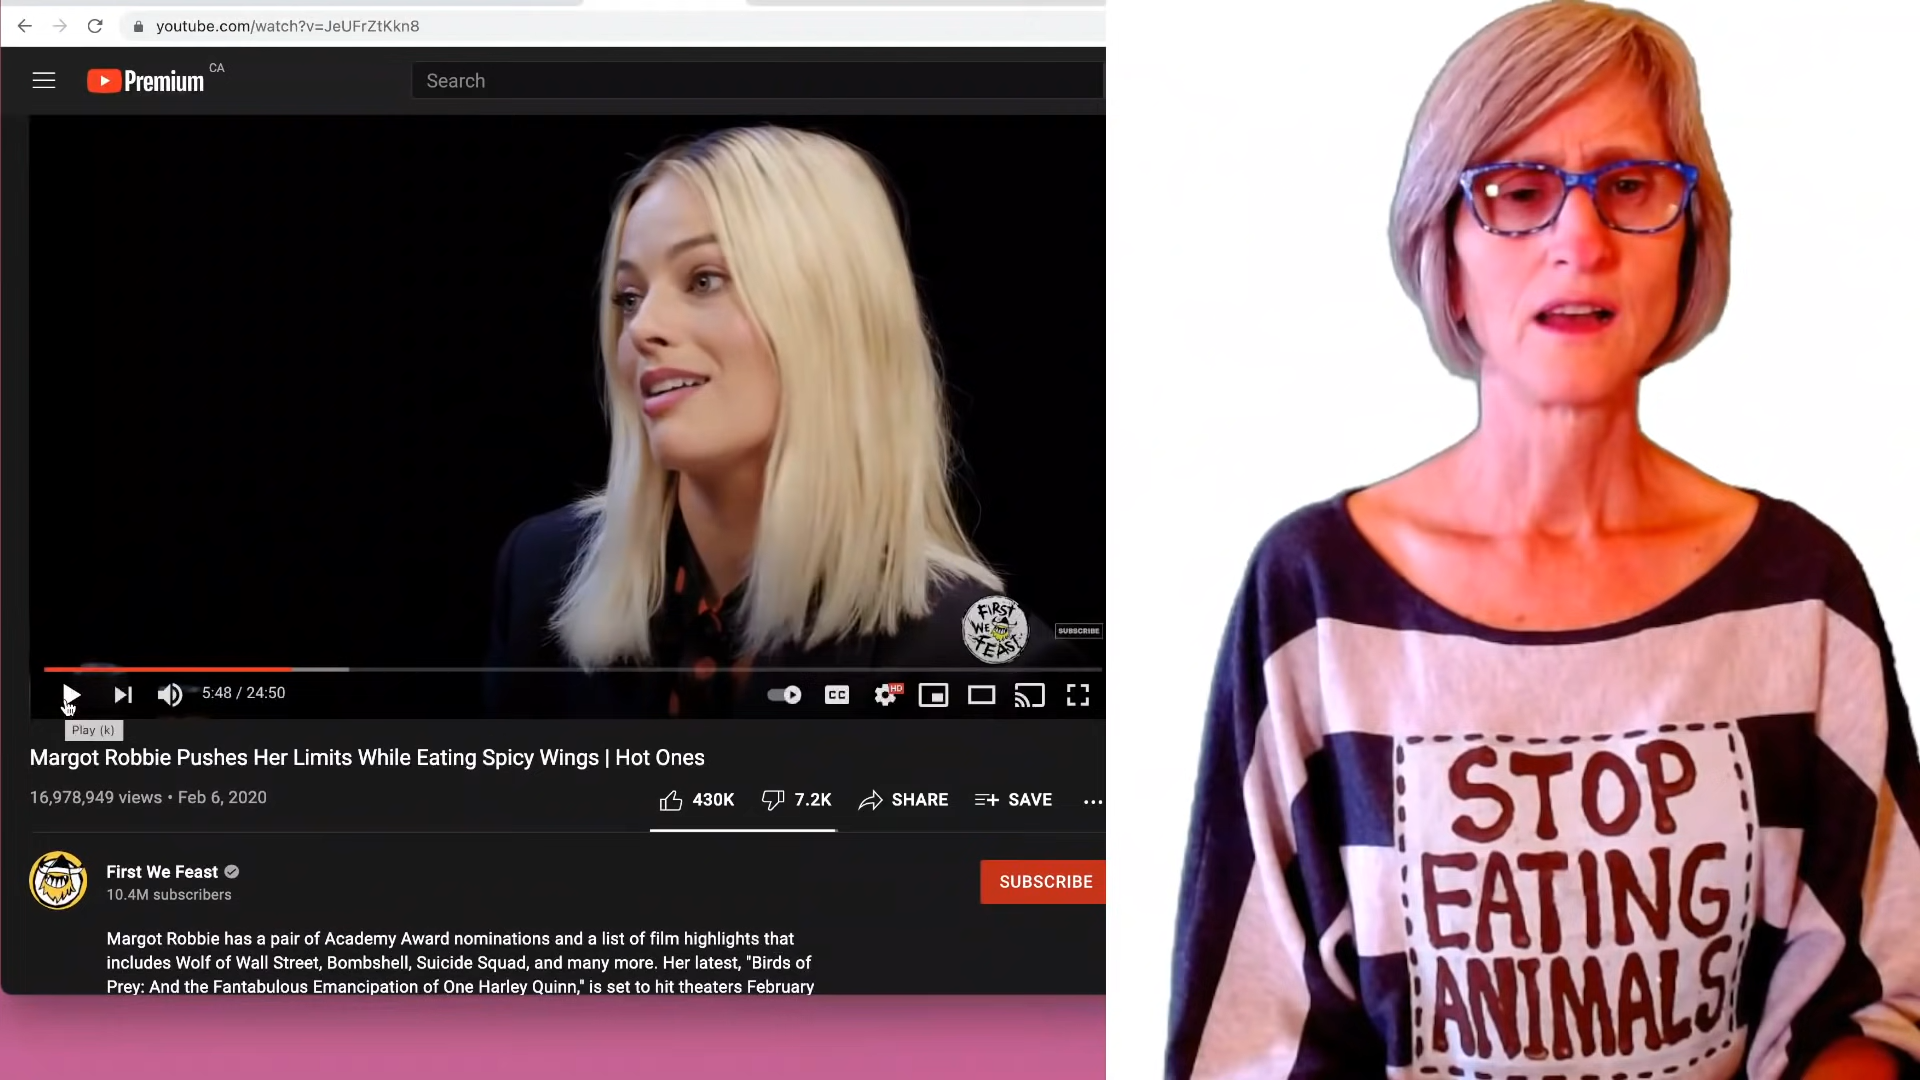 youtube.com/watch?v=JeUFrZtKkn8
Premium CA
Search
FIRST
WE
FEAST
SUBSCRIBE
5:48 / 24:50
CC
HD
Play (k)
Margot Robbie Pushes Her Limits While Eating Spicy Wings | Hot Ones
16,978,949 views • Feb 6, 2020
430K
7.2K
SHARE
SAVE
First We Feast
10.4M subscribers
SUBSCRIBE
Margot Robbie has a pair of Academy Award nominations and a list of film highlights that
includes Wolf of Wall Street, Bombshell, Suicide Squad, and many more. Her latest, "Birds of
Prey: And the Fantabulous Emancipation of One Harley Quinn," is set to hit theaters February
STOP
EATING
ANIMALS